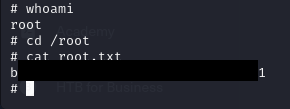 # whoami
root
# cd /root
# cat root.txt
b 1
#